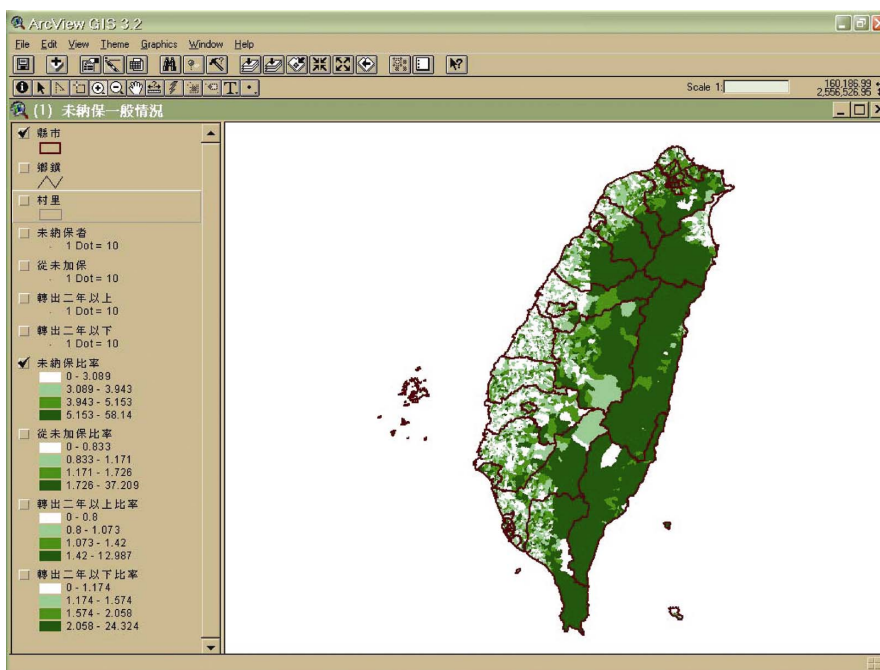 ArcView GIS 3.2
File Edit View Theme Graphics Window Help
Scale 1: 160,186.99
2,556,526.95
(1) 未納保一般情況
縣市
鄉鎮
村里
未納保者
1 Dot = 10
從未加保
1 Dot = 10
轉出二年以上
1 Dot = 10
轉出二年以下
1 Dot = 10
未納保比率
0 - 3.089
3.089 - 3.943
3.943 - 5.153
5.153 - 58.14
從未加保比率
0 - 0.833
0.833 - 1.171
1.171 - 1.726
1.726 - 37.209
轉出二年以上比率
0 - 0.8
0.8 - 1.073
1.073 - 1.42
1.42 - 12.987
轉出二年以下比率
0 - 1.174
1.174 - 1.574
1.574 - 2.058
2.058 - 24.324